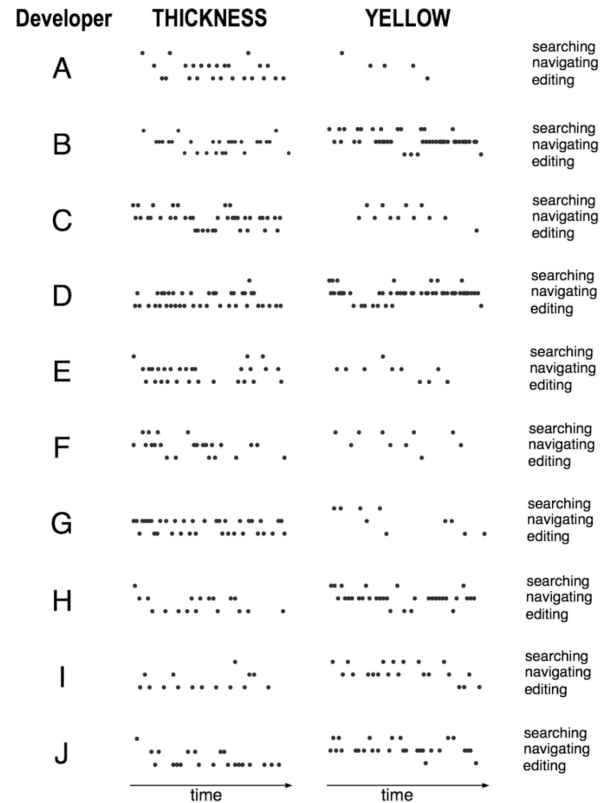 Developer THICKNESS YELLOW
A searching
navigating
editing
B searching
navigating
editing
C searching
navigating
editing
D searching
navigating
editing
E searching
navigating
editing
F searching
navigating
editing
G searching
navigating
editing
H searching
navigating
editing
I searching
navigating
editing
J searching
navigating
editing
time time